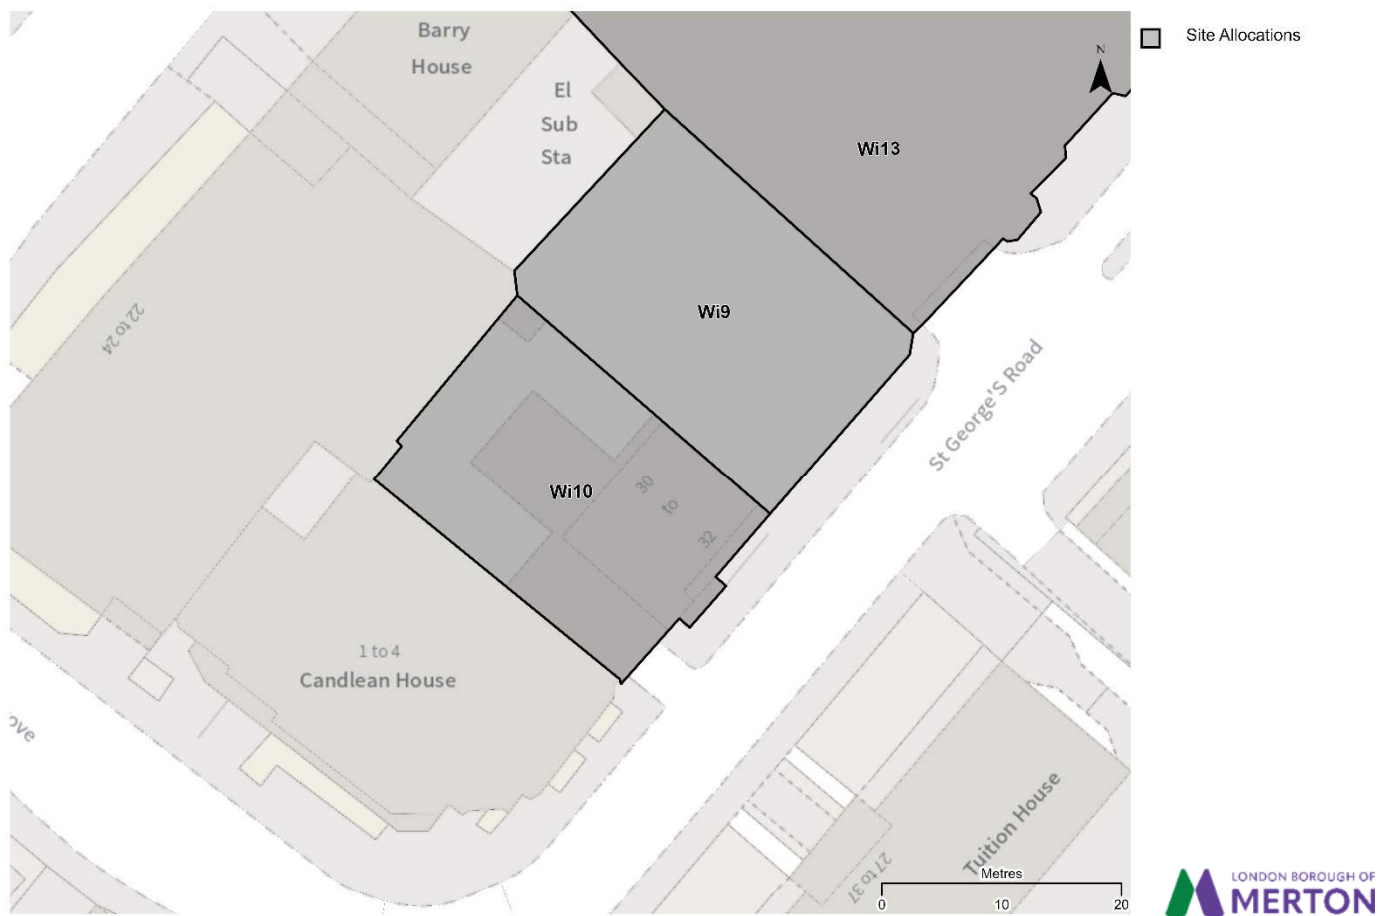 Barry
House
Site Allocations
N
El
Sub
Sta
Wi13
22 to 24
Wi9
St George'S Road
Wi10
30
to
32
1 to 4
Candlean House
ove
Tuition House
27 to 37
Metres
0 10 20
LONDON BOROUGH OF
MERTON